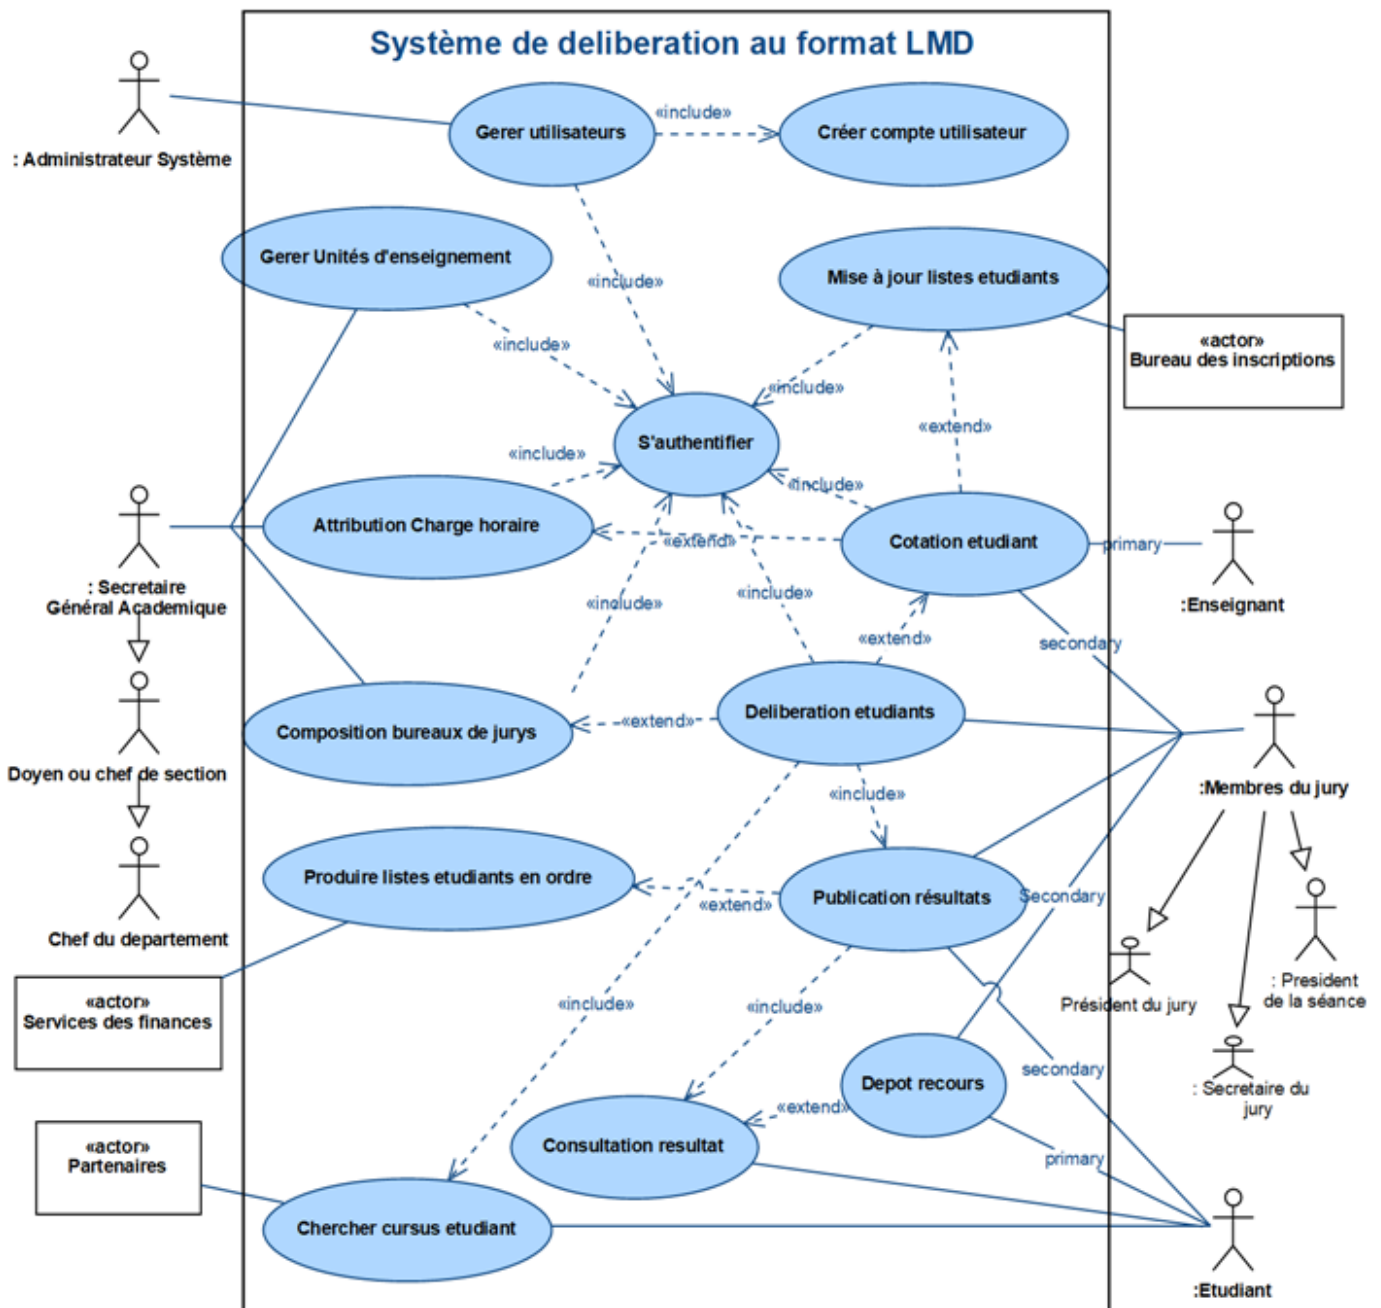 Système de deliberation au format LMD
: Administrateur Système
Gerer utilisateurs
«include»
Créer compte utilisateur
Gerer Unités d'enseignement
«include»
Mise à jour listes etudiants
«include»
«include»
«actor»
Bureau des inscriptions
«extend»
S'authentifier
«include»
«include»
Attribution Charge horaire
«extend»
Cotation etudiant
primary
:Enseignant
: Secretaire
Général Academique
«include»
«include»
«extend»
secondary
Doyen ou chef de section
Composition bureaux de jurys
«extend»
Deliberation etudiants
:Membres du jury
«include»
Chef du departement
Produire listes etudiants en ordre
«extend»
Publication résultats
Secondary
«actor»
Services des finances
«include»
«include»
Président du jury
: President
de la séance
: Secretaire du
jury
secondary
Depot recours
«extend»
Consultation resultat
primary
«actor»
Partenaires
Chercher cursus etudiant
:Etudiant